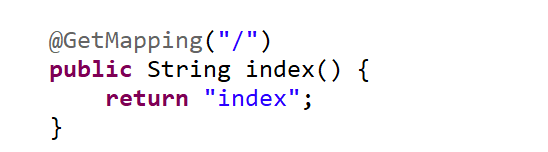 @GetMapping("/")
public String index() {
    return "index";
}